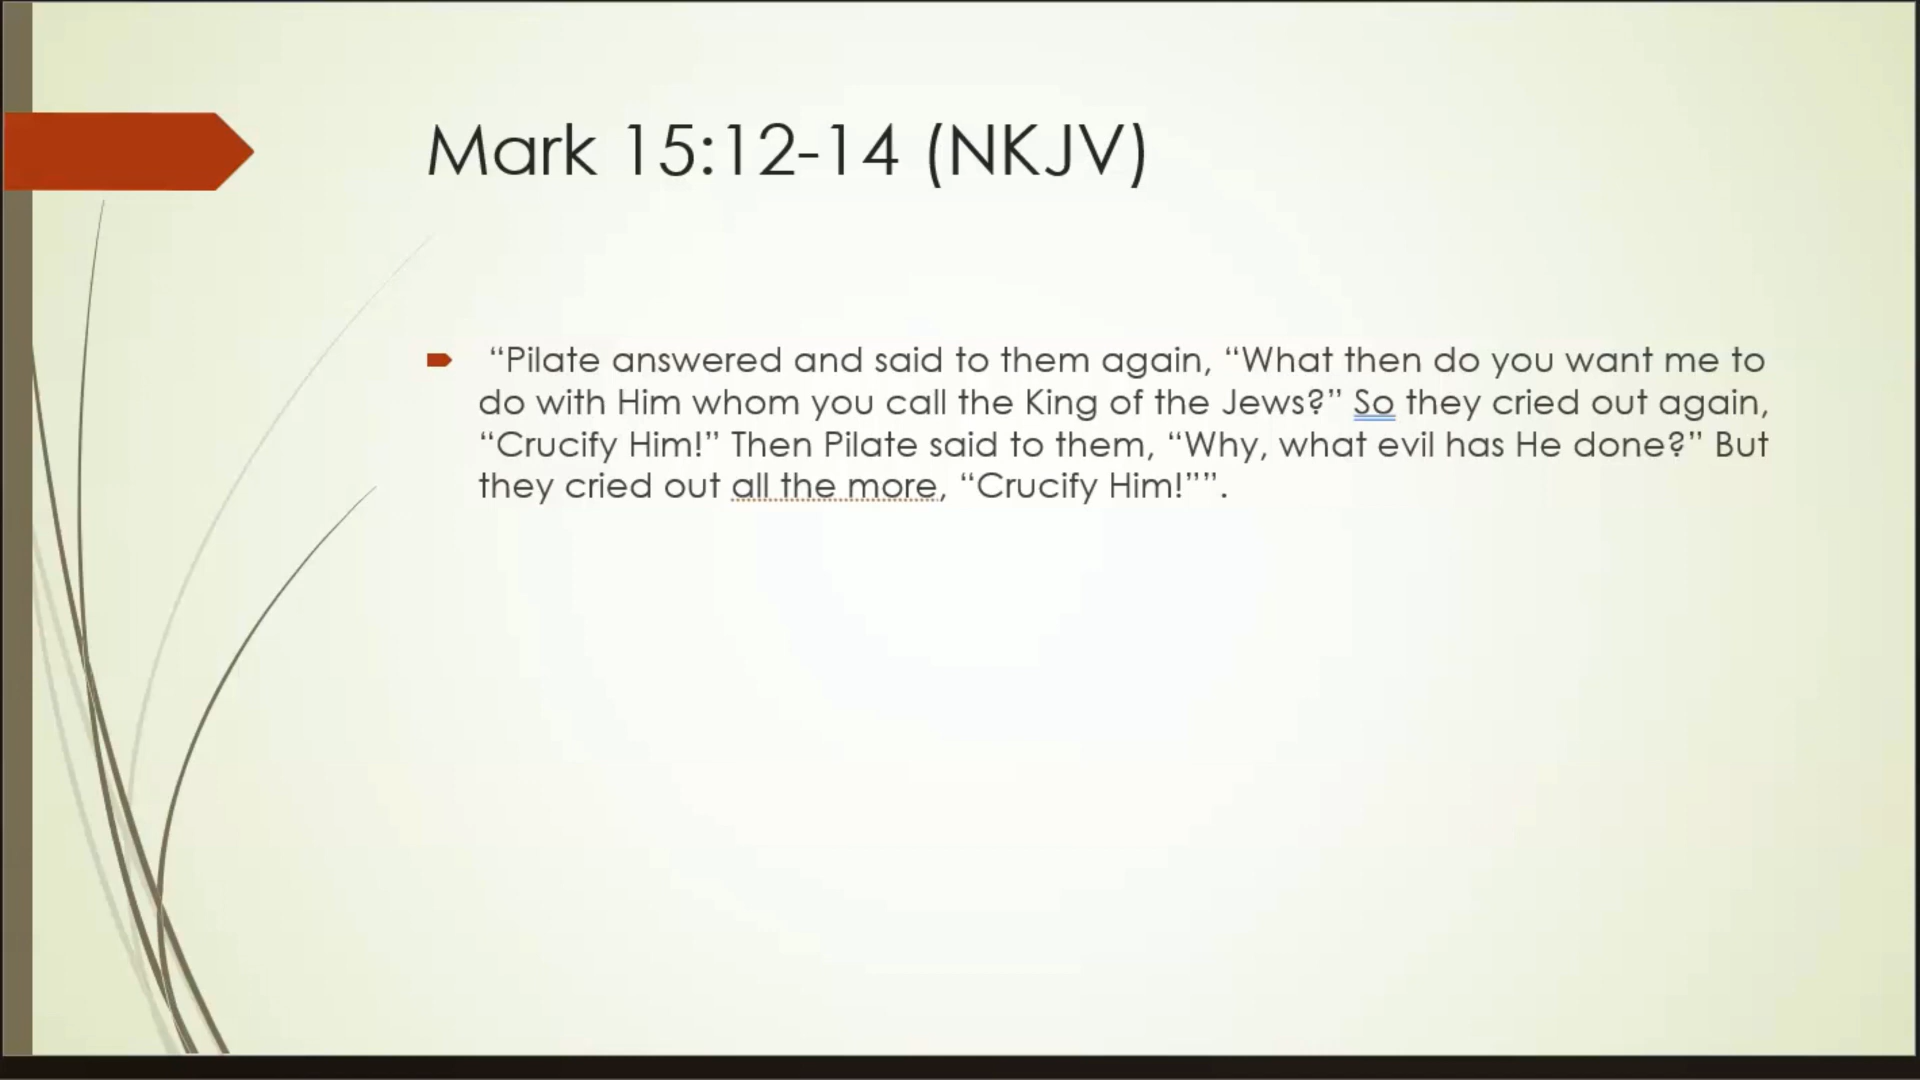 Mark 15:12-14 (NKJV)
“Pilate answered and said to them again, “What then do you want me to
do with Him whom you call the King of the Jews?” So they cried out again,
“Crucify Him!” Then Pilate said to them, “Why, what evil has He done?” But
they cried out all the more, “Crucify Him!””.